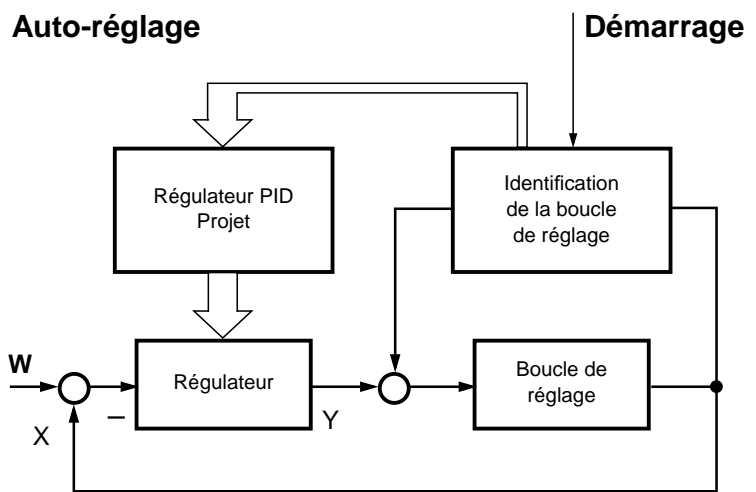 Auto-réglage
Démarrage
Régulateur PID
Projet
Identification
de la boucle
de réglage
W
Régulateur
Boucle de
réglage
X
–
Y